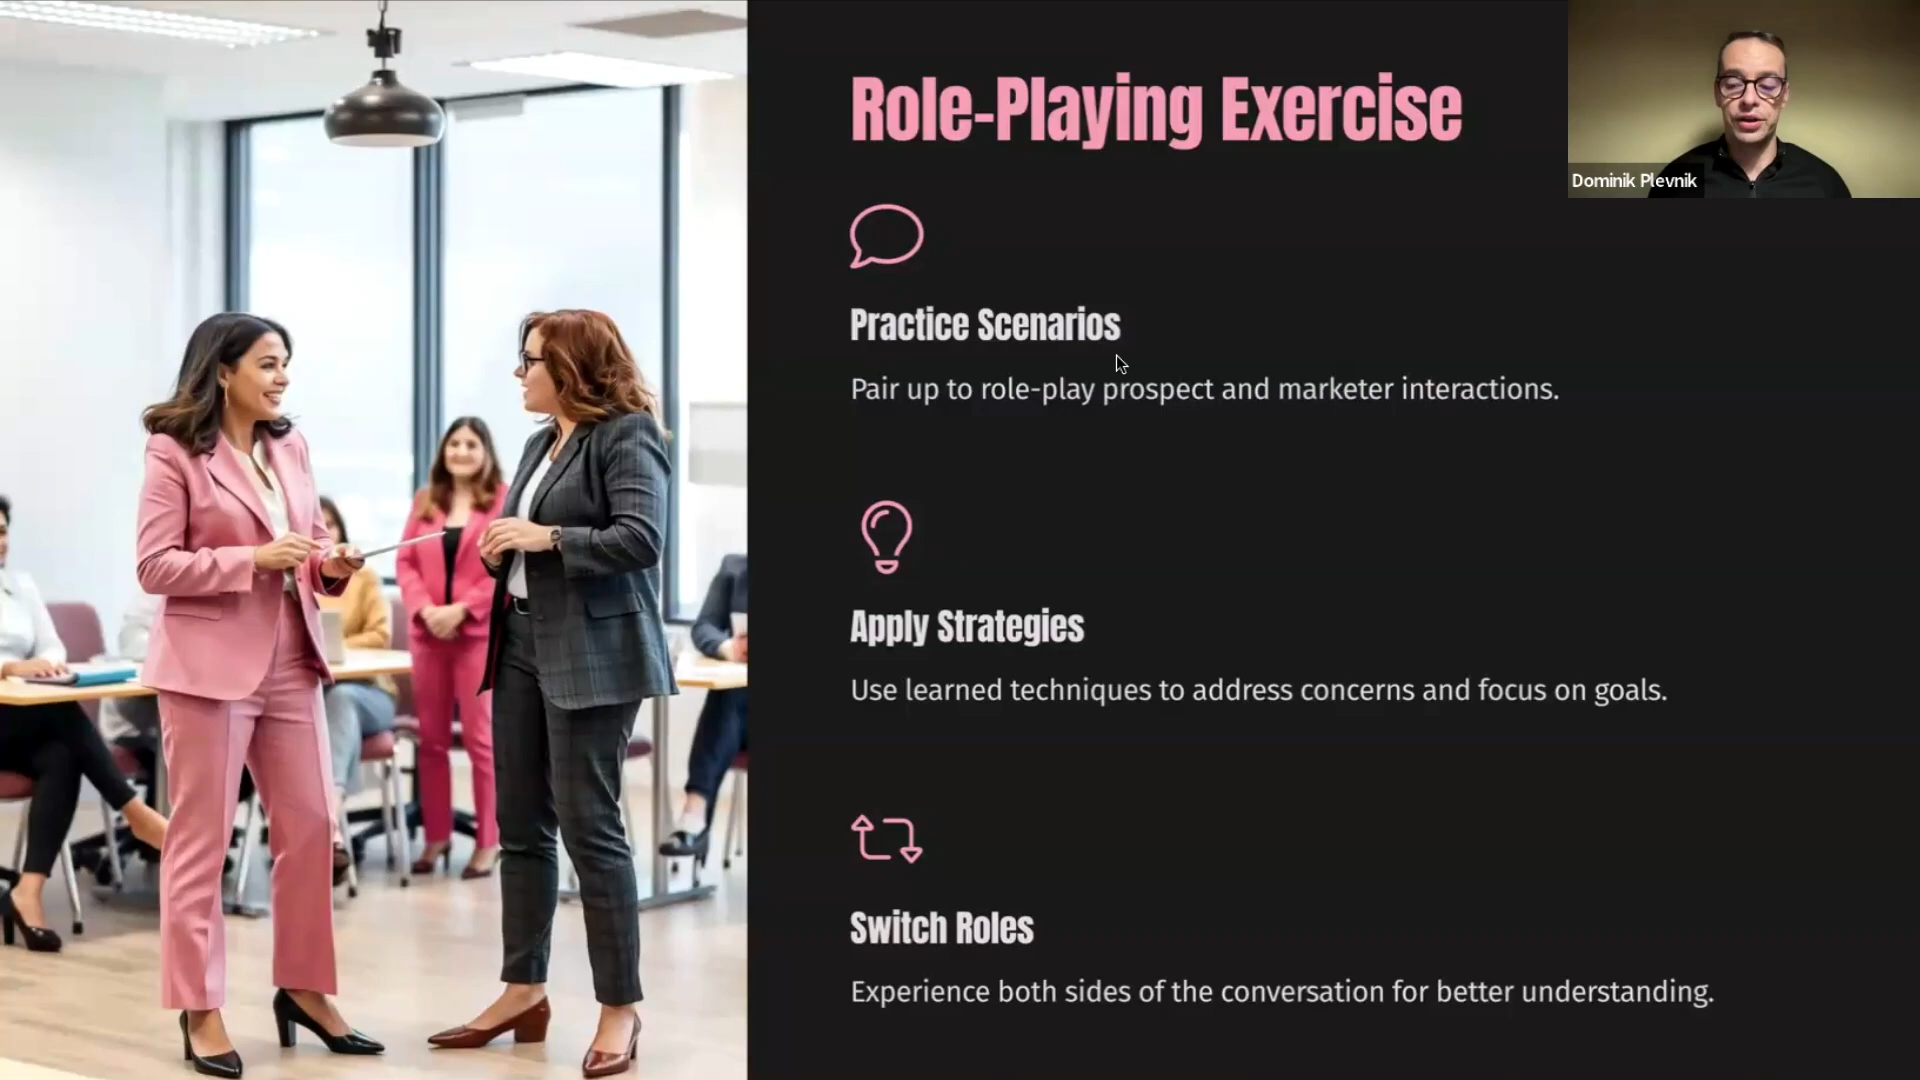 Role-Playing Exercise
Dominik Plevnik
Practice Scenarios
Pair up to role-play prospect and marketer interactions.
Apply Strategies
Use learned techniques to address concerns and focus on goals.
Switch Roles
Experience both sides of the conversation for better understanding.